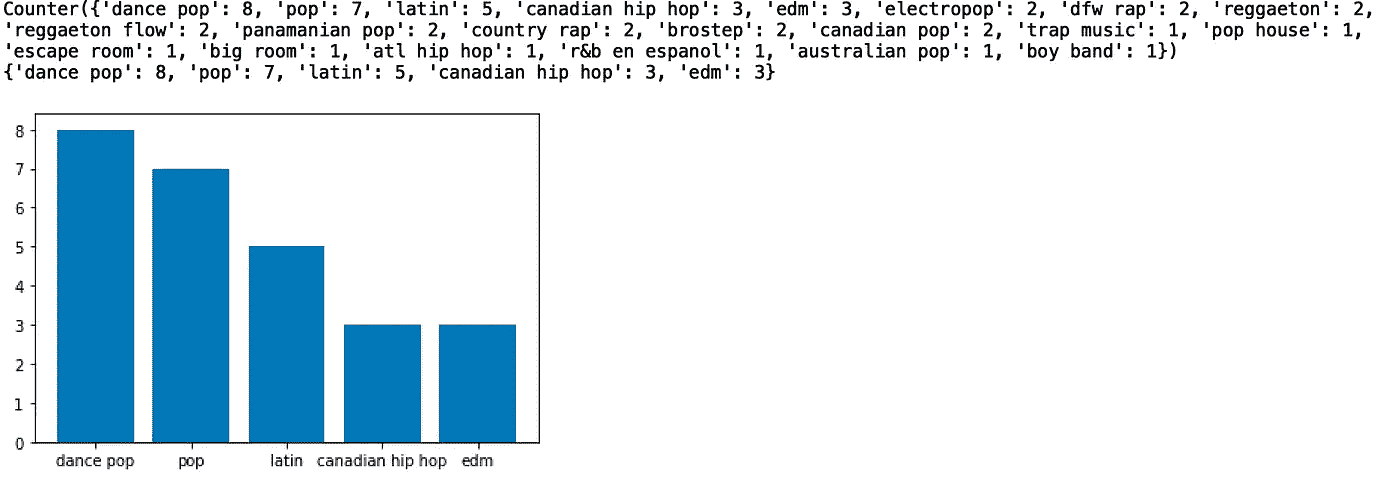 Counter({'dance pop': 8, 'pop': 7, 'latin': 5, 'canadian hip hop': 3, 'edm': 3, 'electropop': 2, 'dfw rap': 2, 'reggaeton': 2,
'reggaeton flow': 2, 'panamanian pop': 2, 'country rap': 2, 'brostep': 2, 'canadian pop': 2, 'trap music': 1, 'pop house': 1,
'escape room': 1, 'big room': 1, 'atl hip hop': 1, 'r&b en espanol': 1, 'australian pop': 1, 'boy band': 1})
{'dance pop': 8, 'pop': 7, 'latin': 5, 'canadian hip hop': 3, 'edm': 3}
8
7
6
5
4
3
2
1
0
dance pop pop latin canadian hip hop edm